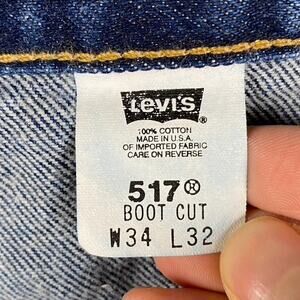 LEVI'S ®
100% COTTON
MADE IN U.S.A.
OF IMPORTED FABRIC
CARE ON REVERSE
517 ®
BOOT CUT
W34 L32